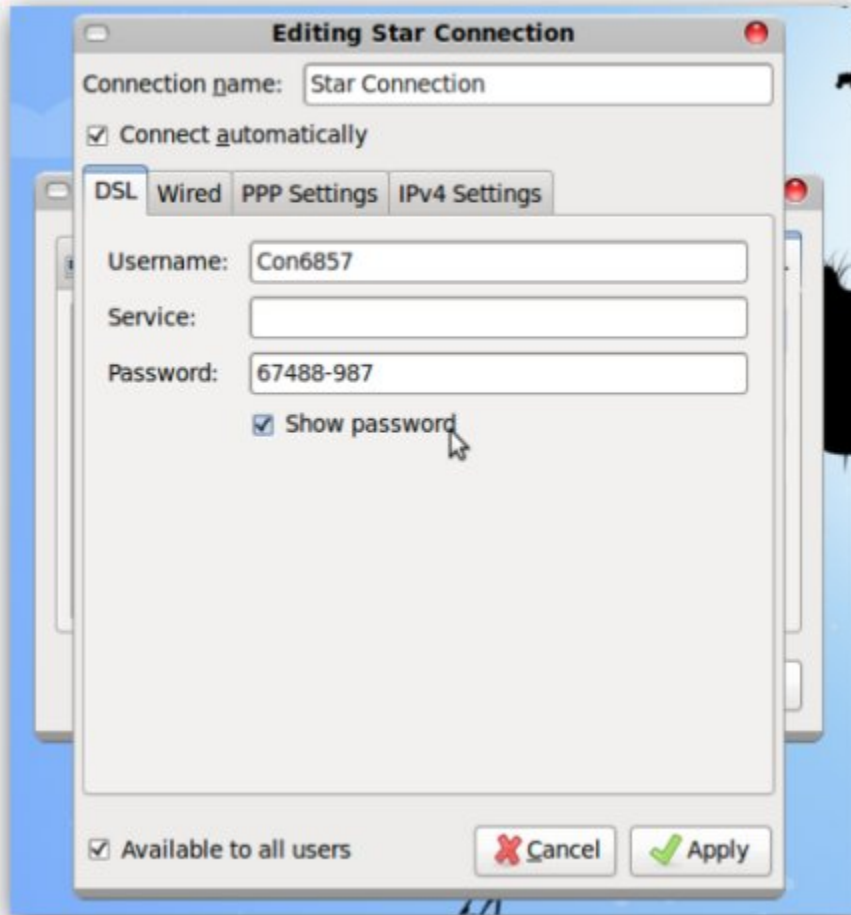 Editing Star Connection
Connection name: Star Connection
Connect automatically
DSL Wired PPP Settings IPv4 Settings
Username: Con6857
Service:
Password: 67488-987
Show password
Available to all users Cancel Apply